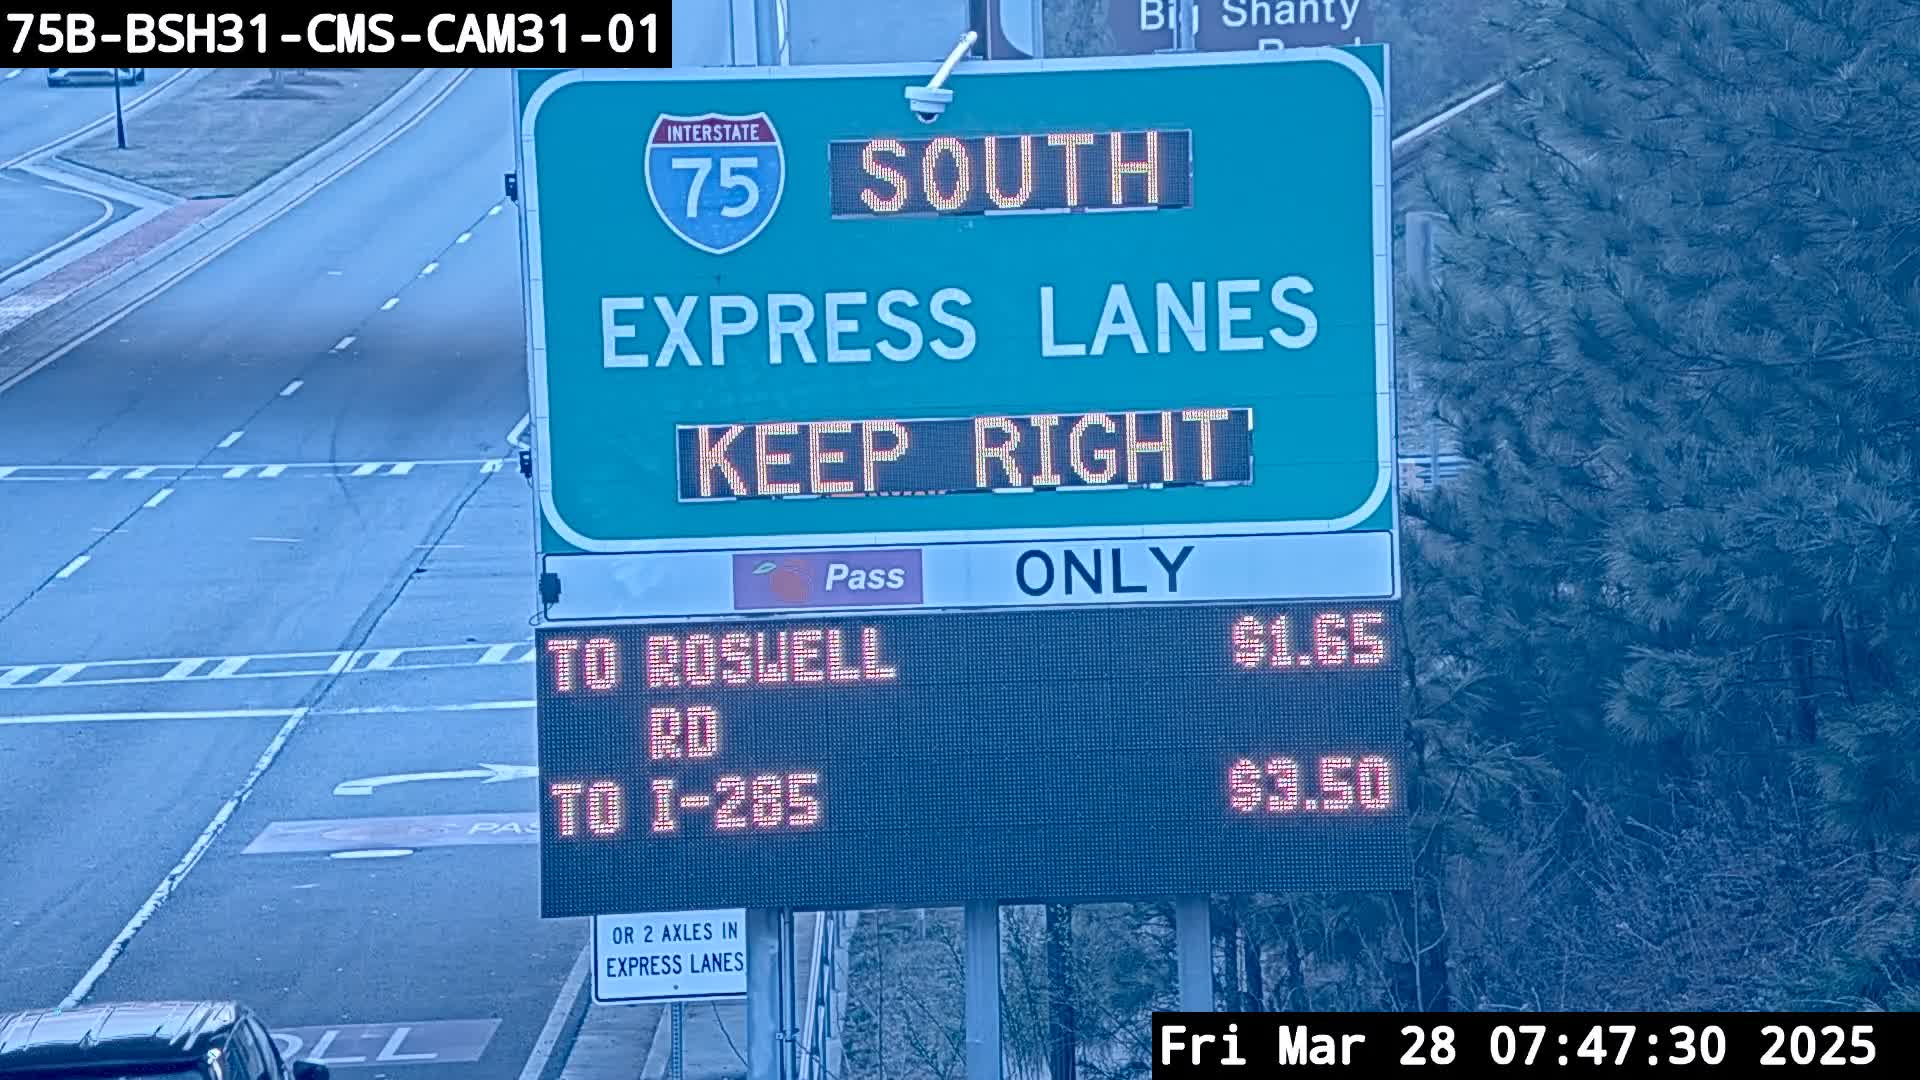 75B-BSH31-CMS-CAM31-01
Big Shanty
INTERSTATE
75
SOUTH
EXPRESS LANES
KEEP RIGHT
Pass ONLY
TO ROSWELL $1.65
RD
TO I-285 $3.50
OR 2 AXLES IN
EXPRESS LANES
Fri Mar 28 07:47:30 2025